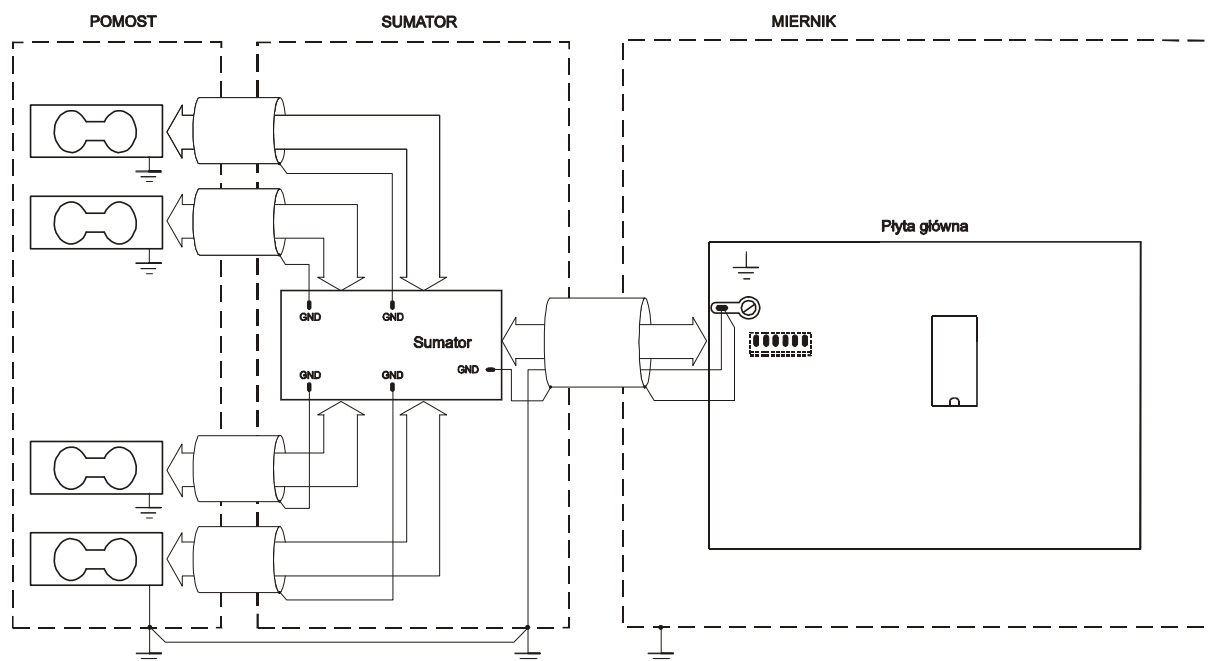 POMOST
SUMATOR
MIERNIK
Płyta główna
GND
GND
Sumator
GND
GND
GND